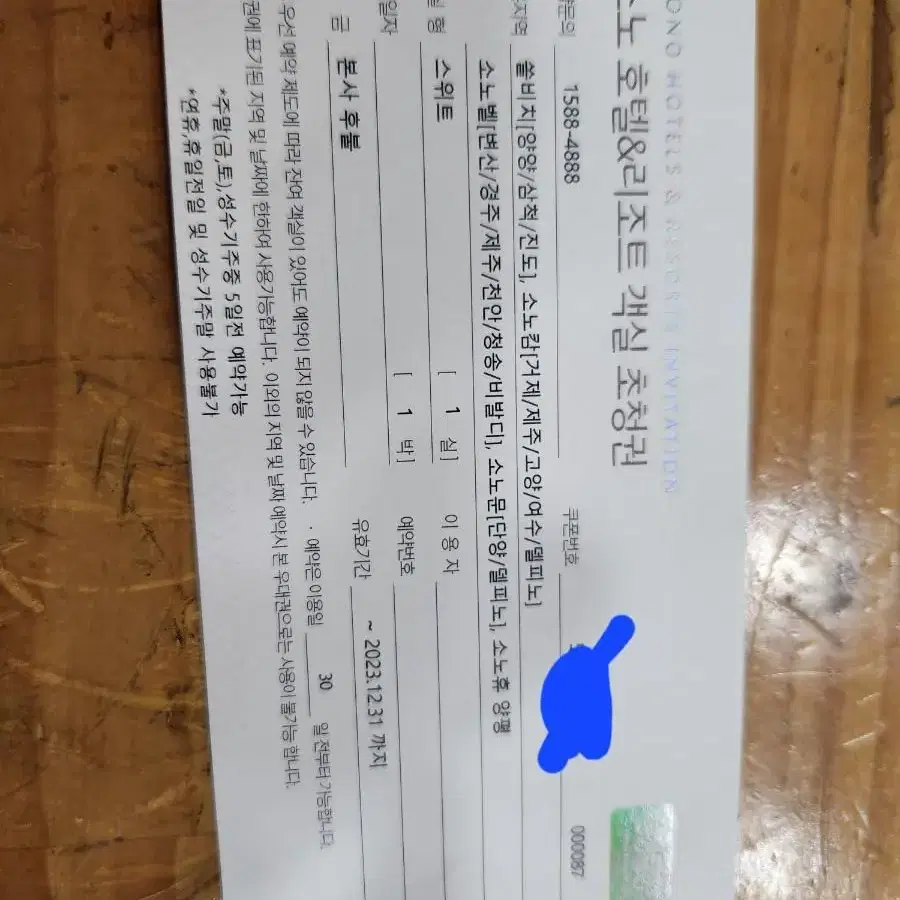 ONO HOTELS & RESORTS INVITATION
노 호텔&리조트 객실 초청권
1588-4888 쿠폰번호 000087
쏠비치[양양/삼척/진도], 소노캄[거제/제주/고양/여수/델피노]
소노벨[변산/경주/제주/천안/청송/비발디], 소노문[단양/델피노], 소노휴 양평
스위트 [ 1 실] 이 용 자
일자 [ 1 박] 예약번호
금 본사 후불 유효기간 ~ 2023.12.31 까지
우선 예약 제도에 따라 잔여 객실이 있어도 예약이 되지 않을 수 있습니다. · 예약은 이용일 30 일 전부터 가능합니다.
권에 표기된 지역 및 날짜에 한하여 사용가능합니다. 이외의 지역 및 날짜 예약시 본 우대권으로는 사용이 불가능 합니다.
*주말(금,토),성수기주중 5일전 예약가능
*연휴,휴일전일 및 성수기주말 사용불가